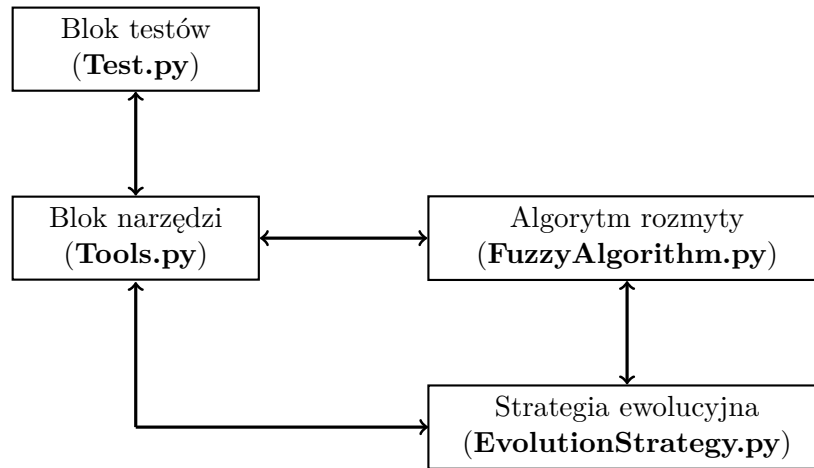 Blok testów
(Test.py)
Blok narzędzi
(Tools.py)
Algorytm rozmyty
(FuzzyAlgorithm.py)
Strategia ewolucyjna
(EvolutionStrategy.py)